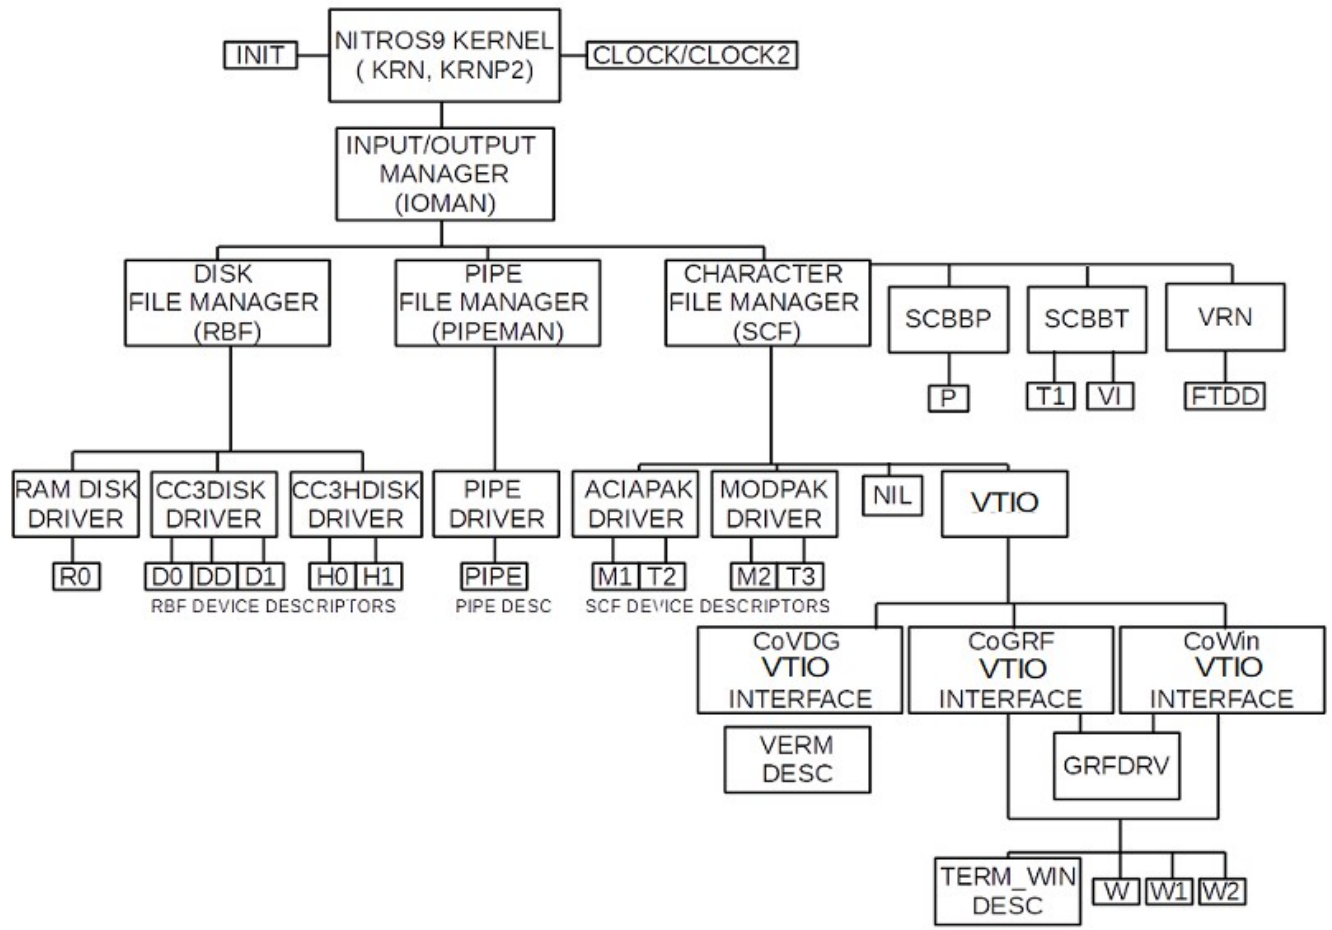 INIT
NITROS9 KERNEL
( KRN, KRNP2)
CLOCK/CLOCK2
INPUT/OUTPUT
MANAGER
(IOMAN)
DISK
FILE MANAGER
(RBF)
PIPE
FILE MANAGER
(PIPEMAN)
CHARACTER
FILE MANAGER
(SCF)
SCBBP
SCBBT
VRN
P
T1
VI
FTDD
RAM DISK
DRIVER
CC3DISK
DRIVER
CC3HDISK
DRIVER
PIPE
DRIVER
ACIAPAK
DRIVER
MODPAK
DRIVER
NIL
VTIO
R0
D0
DD
D1
H0
H1
PIPE
M1
T2
M2
T3
RBF DEVICE DESCRIPTORS
PIPE DESC
SCF DEVICE DESCRIPTORS
CoVDG
VTIO
INTERFACE
CoGRF
VTIO
INTERFACE
CoWin
VTIO
INTERFACE
VERM
DESC
GRFDRV
TERM_WIN
DESC
W
W1
W2